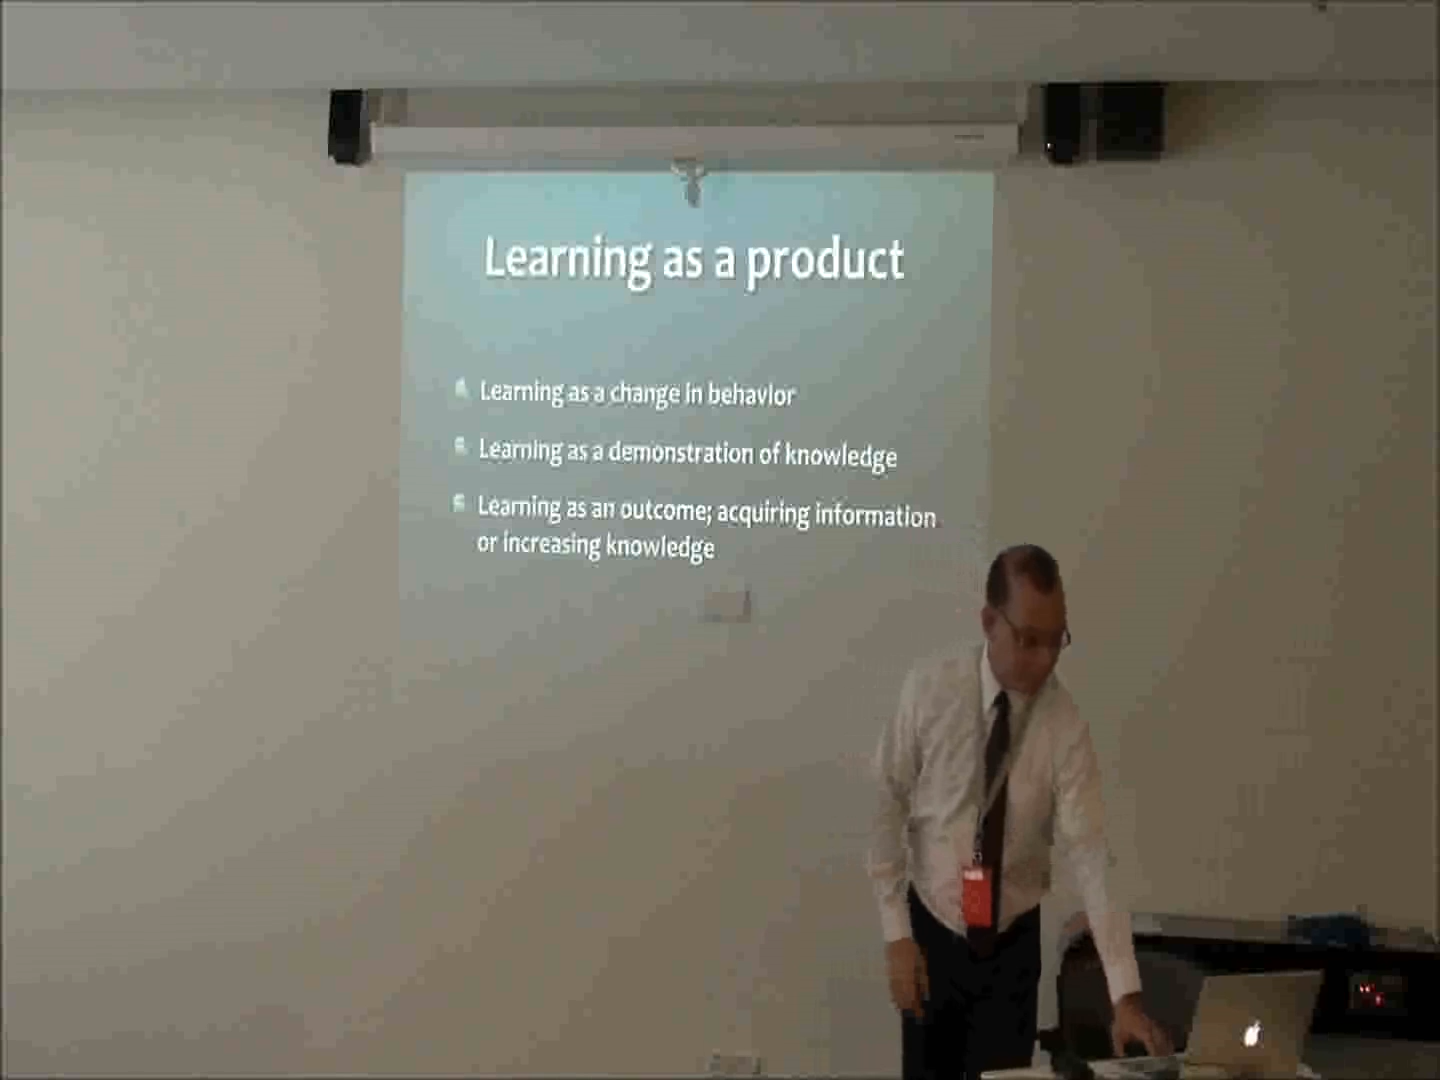 Learning as a product
Learning as a change in behavior
Learning as a demonstration of knowledge
Learning as an outcome; acquiring information
or increasing knowledge